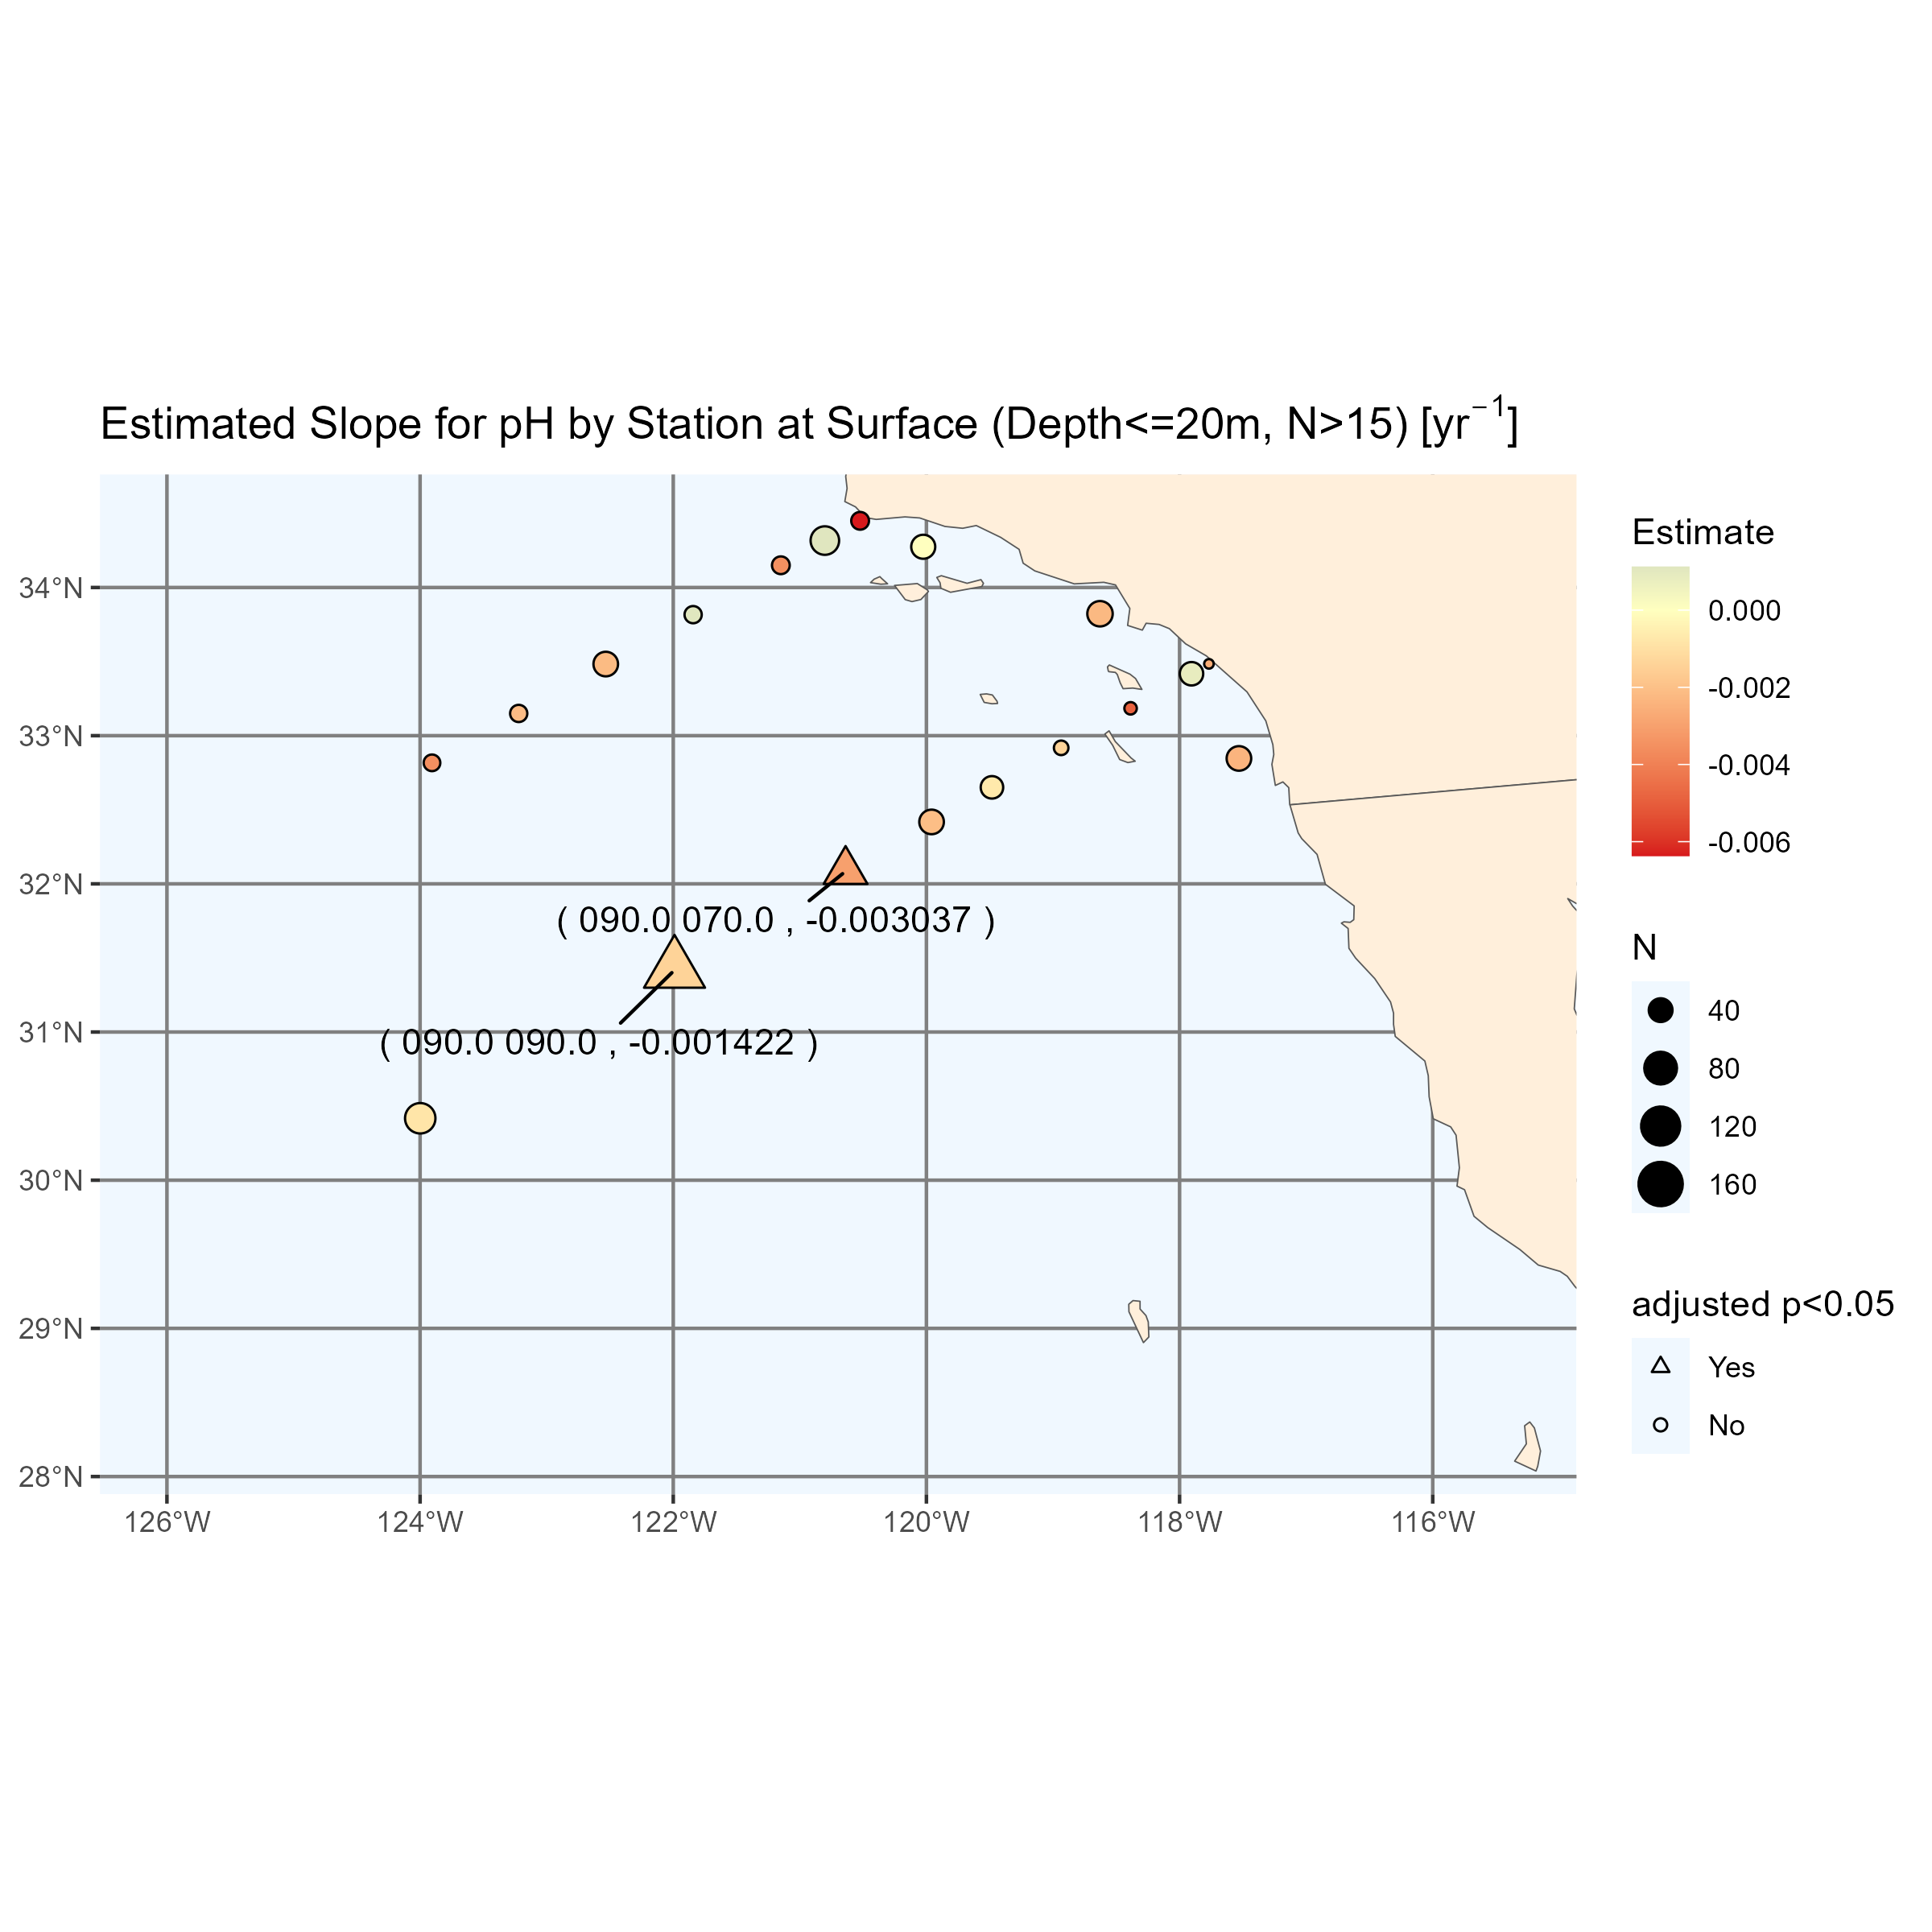 Estimated Slope for pH by Station at Surface (Depth<=20m, N>15) [yr⁻¹]
34°N
33°N
32°N
31°N
30°N
29°N
28°N
126°W
124°W
122°W
120°W
118°W
116°W
( 090.0 070.0 , -0.003037 )
( 090.0 090.0 , -0.001422 )
Estimate
0.000
-0.002
-0.004
-0.006
N
40
80
120
160
adjusted p<0.05
Yes
No